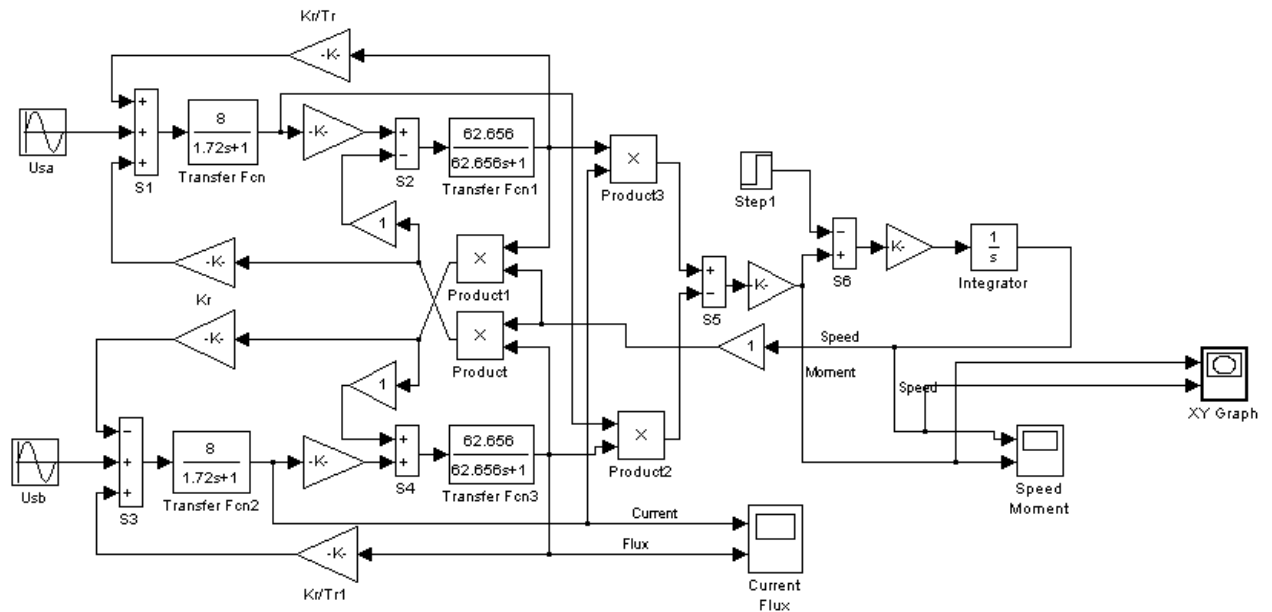 Kr/Tr
-K-
+
+
+
Usa
S1
8
1.72s+1
Transfer Fcn
-K-
+
−
S2
62.656
62.656s+1
Transfer Fcn1
×
Product3
1
-K-
Kr
×
Product1
Step1
−
+
S6
K-
1
s
Integrator
+
−
S5
K-
-K-
×
Product
1
Speed
Moment
Speed
XY Graph
1
−
+
+
Usb
S3
8
1.72s+1
Transfer Fcn2
-K-
+
+
S4
62.656
62.656s+1
Transfer Fcn3
×
Product2
Speed
Moment
Current
Flux
-K-
Kr/Tr1
Current
Flux